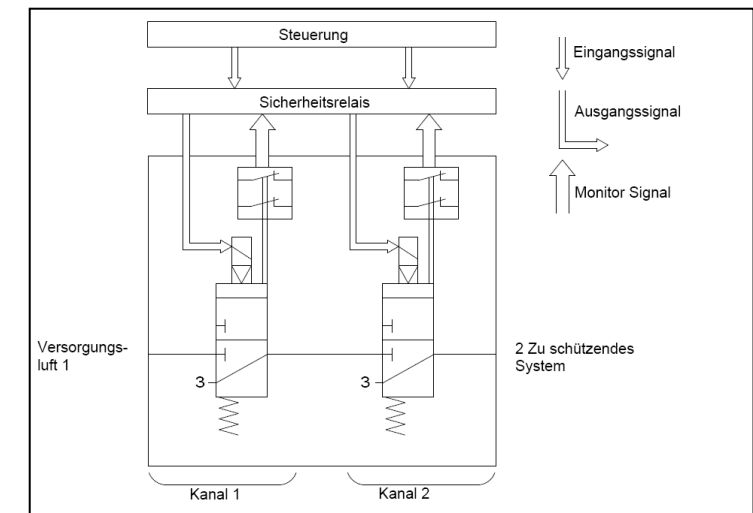 Steuerung
Sicherheitsrelais
Eingangssignal
Ausgangssignal
Monitor Signal
Versorgungs-
luft 1
3
3
2 Zu schützendes
System
Kanal 1
Kanal 2